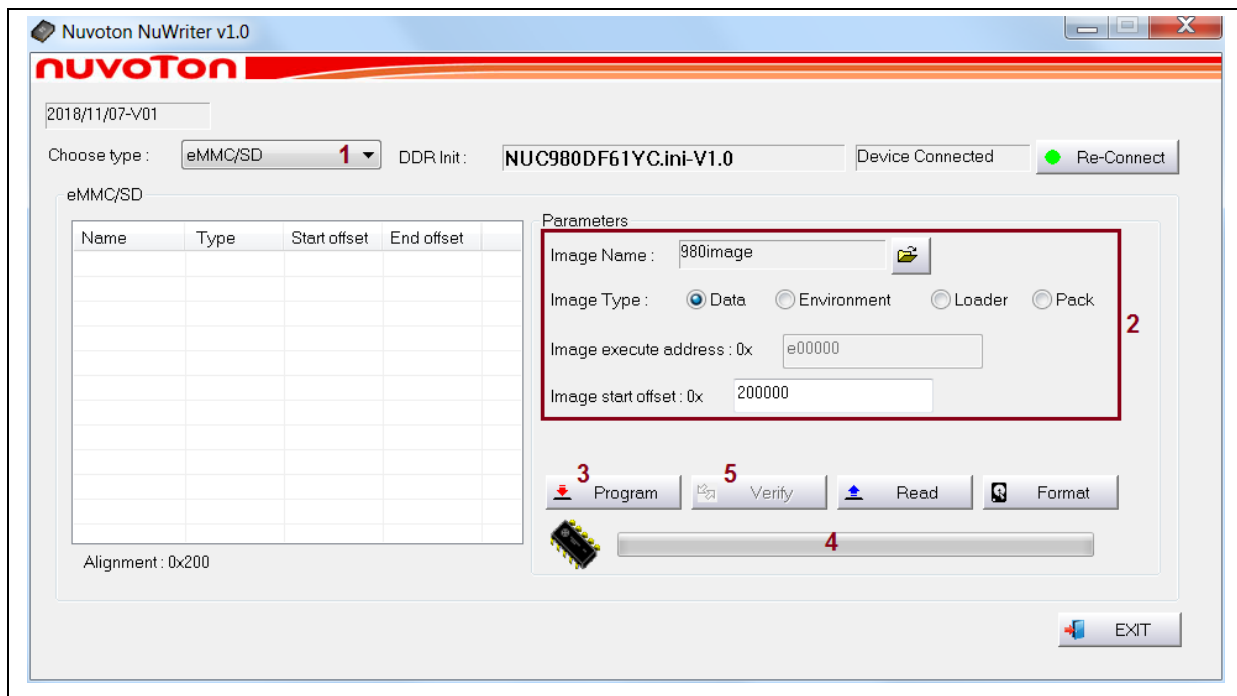 Nuvoton NuWriter v1.0
nuvoTon
2018/11/07-V01
Choose type : eMMC/SD 1 DDR Init : NUC980DF61YC.ini-V1.0 Device Connected Re-Connect
eMMC/SD
Name Type Start offset End offset
Alignment : 0x200
Parameters
Image Name : 980image
Image Type : Data Environment Loader Pack
2
Image execute address : 0x e00000
Image start offset : 0x 200000
3 Program 5 Verify Read Format
4
EXIT